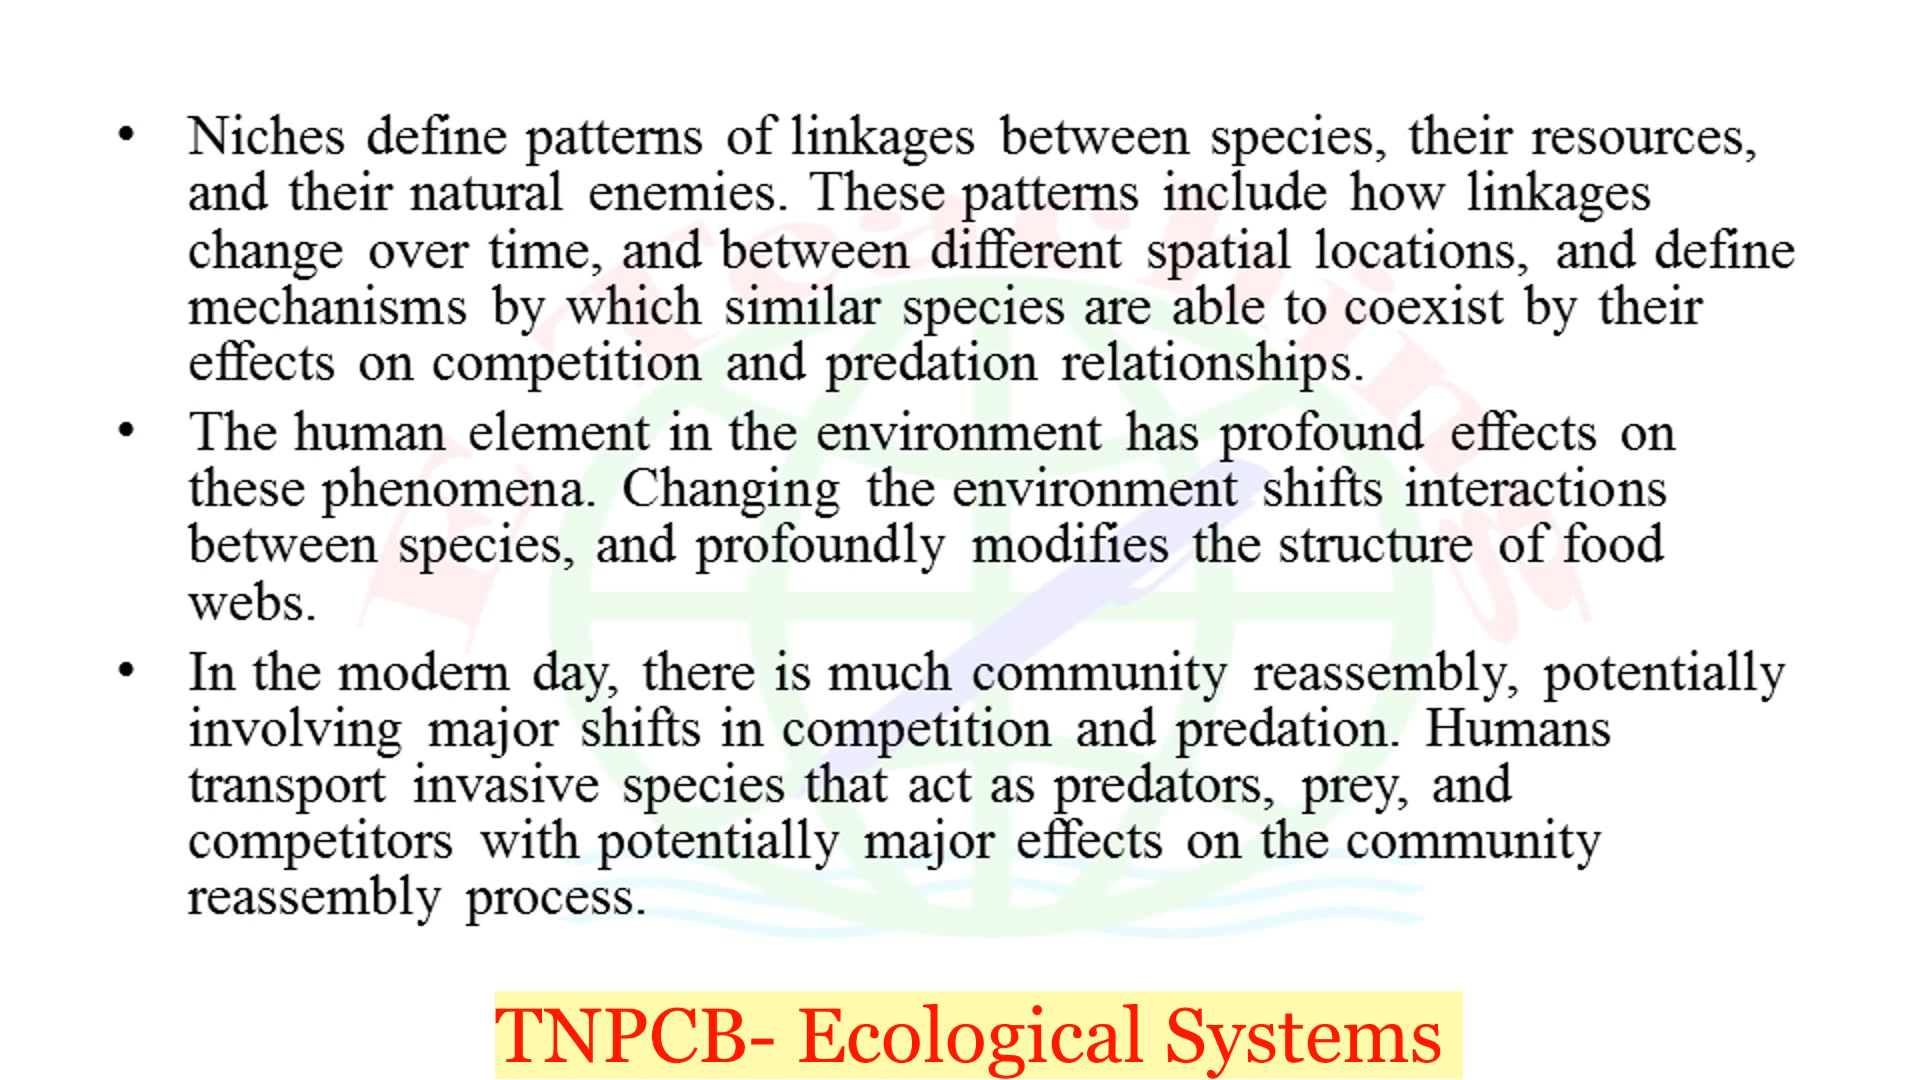 • Niches define patterns of linkages between species, their resources,
and their natural enemies. These patterns include how linkages
change over time, and between different spatial locations, and define
mechanisms by which similar species are able to coexist by their
effects on competition and predation relationships.
• The human element in the environment has profound effects on
these phenomena. Changing the environment shifts interactions
between species, and profoundly modifies the structure of food
webs.
• In the modern day, there is much community reassembly, potentially
involving major shifts in competition and predation. Humans
transport invasive species that act as predators, prey, and
competitors with potentially major effects on the community
reassembly process.
TNPCB- Ecological Systems